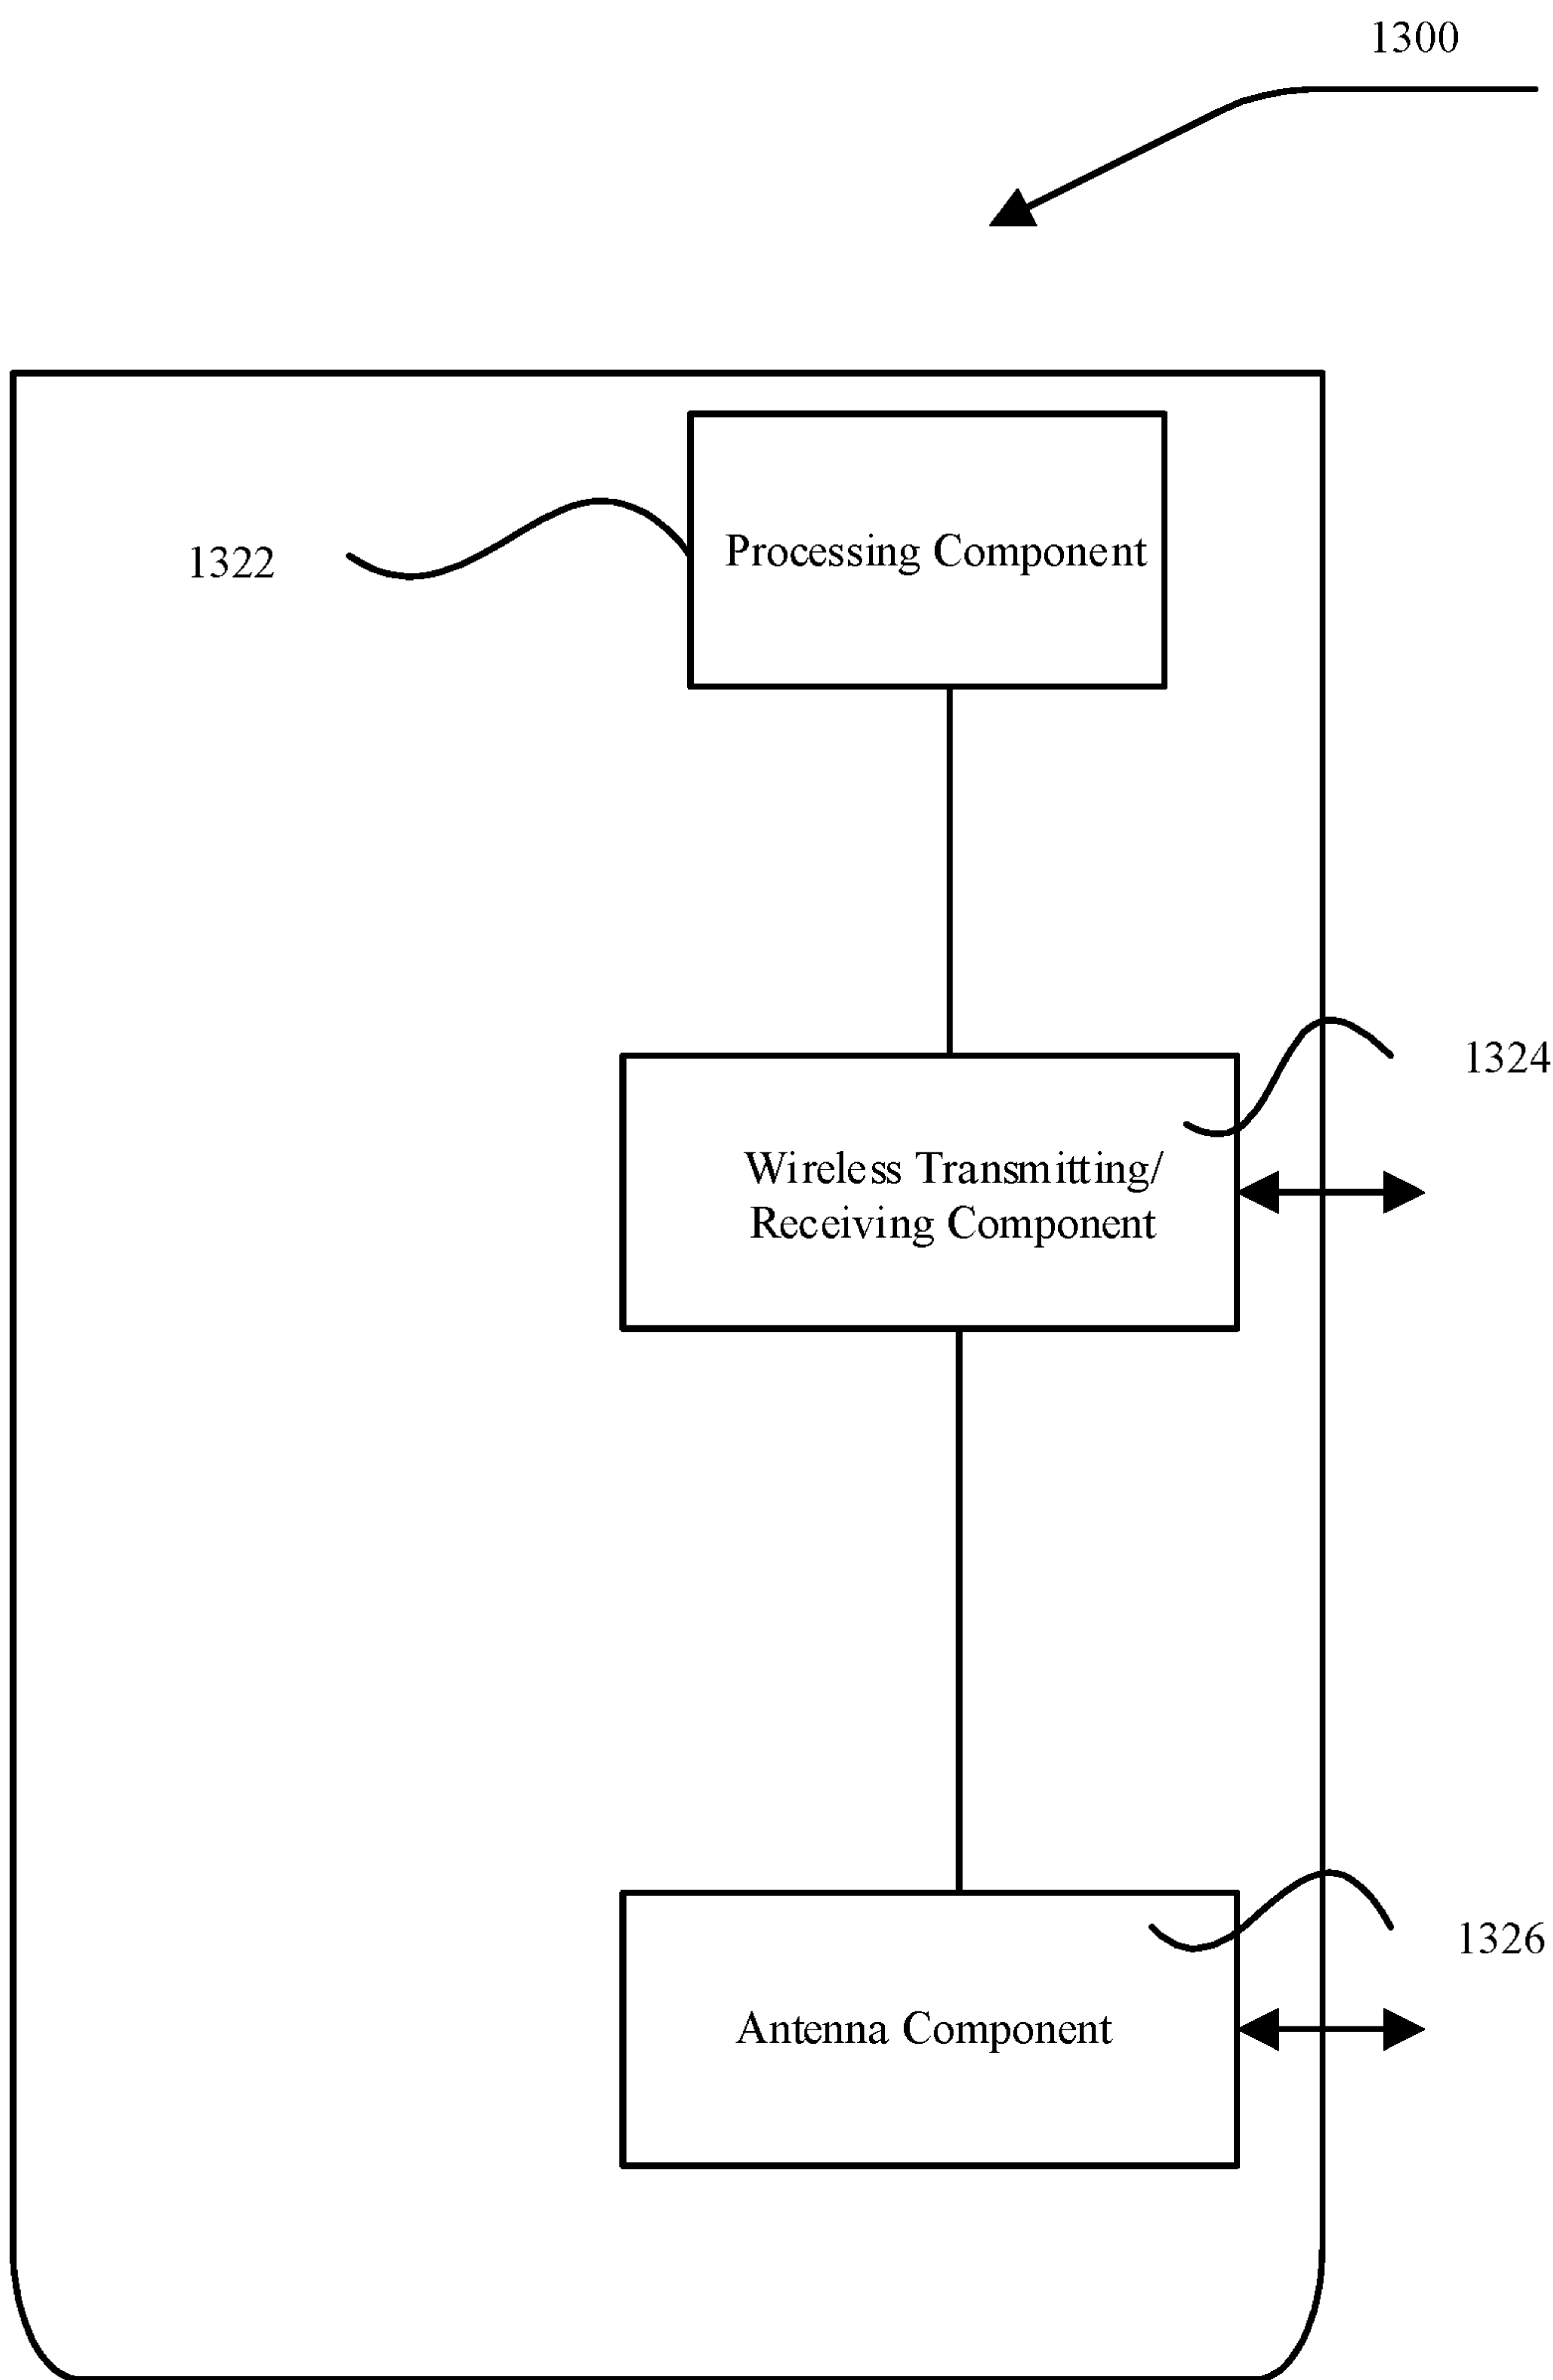 1300
Processing Component
1322
1324
Wireless Transmitting/
Receiving Component
1326
Antenna Component